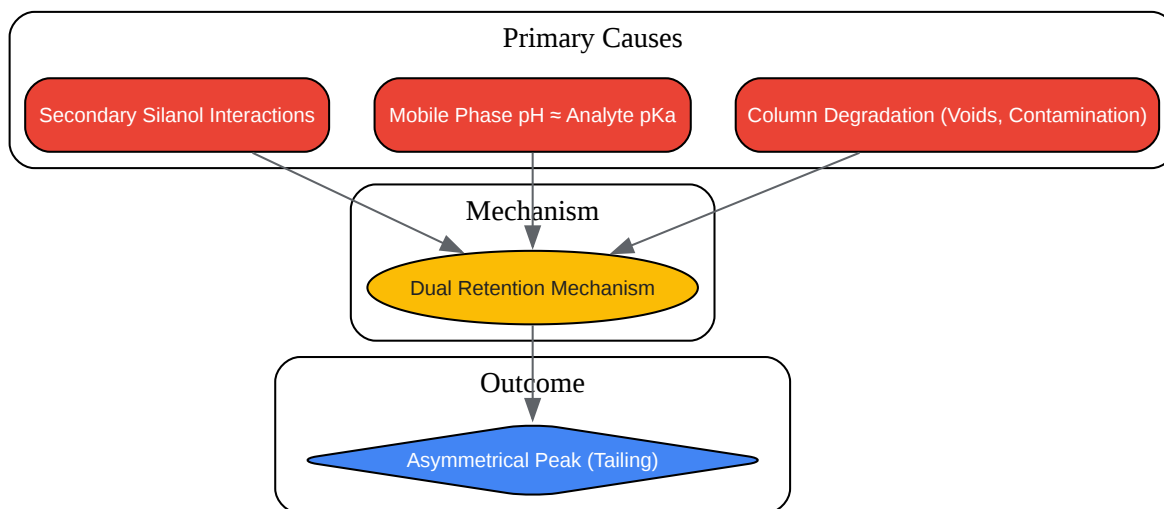 Primary Causes
Secondary Silanol Interactions
Mobile Phase pH ≈ Analyte pKa
Column Degradation (Voids, Contamination)
Mechanism
Dual Retention Mechanism
Outcome
Asymmetrical Peak (Tailing)